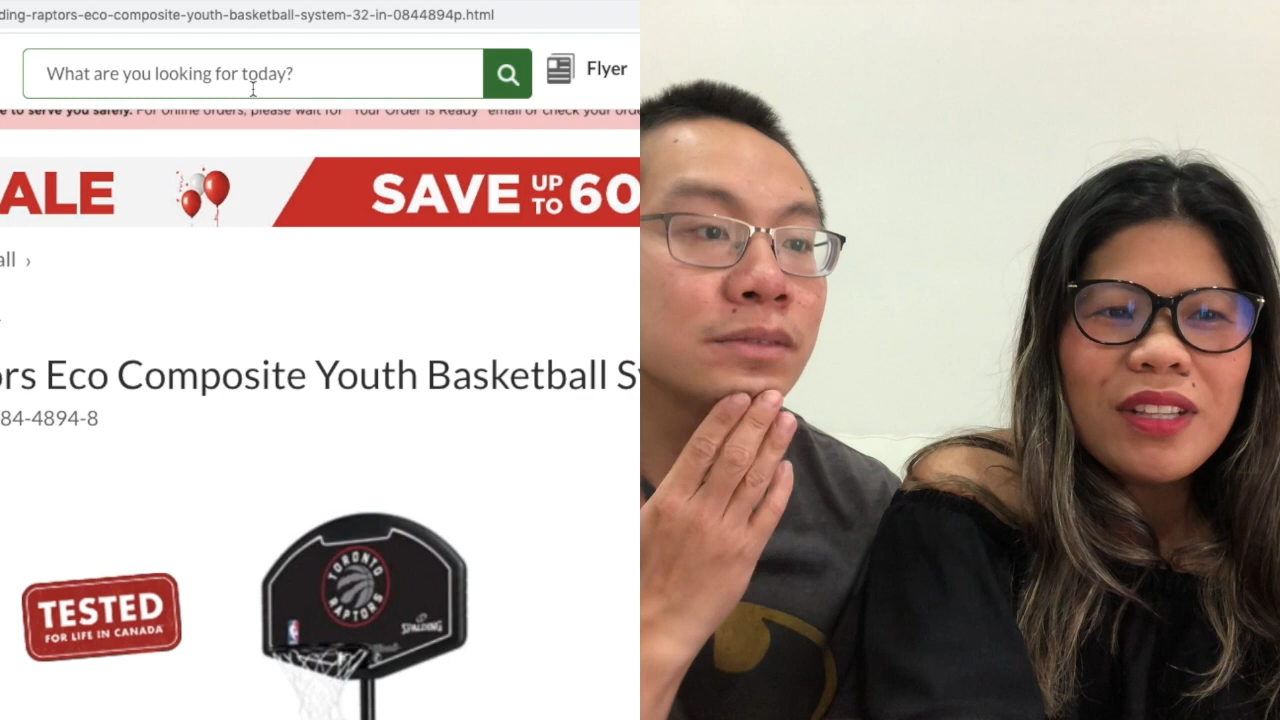 ding-raptors-eco-composite-youth-basketball-system-32-in-0844894p.html
What are you looking for today?
Flyer
e to serve you safely. For online orders, please wait for "Your Order is Ready" email or check your orde
ALE
SAVE UP TO 60
all ›
ors Eco Composite Youth Basketball S
84-4894-8
TESTED
FOR LIFE IN CANADA
TORONTO
RAPTORS
SPALDING